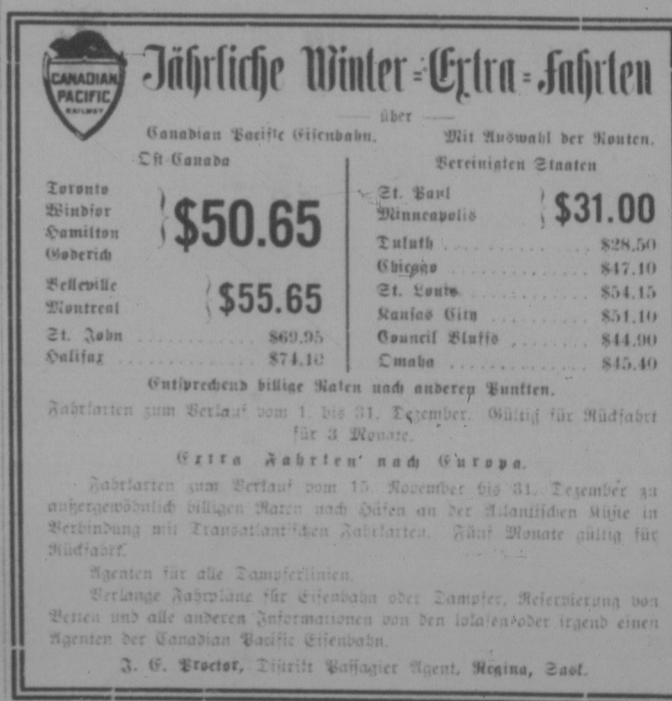 CANADIAN
PACIFIC
RAILWAY
Jährliche Winter-Extra-Fahrten
über
Canadian Pacific Eisenbahn. Mit Auswahl der Routen.
Ost-Canada
Toronto
Windsor
Hamilton
Goderich
$50.65
Belleville
Montreal
$55.65
St. John $69.95
Halifax $74.10
Vereinigten Staaten
St. Paul
Minneapolis
$31.00
Duluth $28.50
Chicago $47.10
St. Louis $54.15
Kansas City $51.10
Council Bluffs $44.90
Omaha $45.40
Entsprechend billige Raten nach anderen Punkten.
Fahrkarten zum Verkauf vom 1. bis 31. Dezember. Gültig für Rückfahrt
für 3 Monate.
Extra Fahrten nach Europa.
Fahrkarten zum Verkauf vom 15. November bis 31. Dezember zu
außergewöhnlich billigen Raten nach Häfen an der Atlantischen Küste in
Verbindung mit Transatlantischen Fahrkarten. Fünf Monate gültig für
Rückfahrt.
Agenten für alle Dampferlinien.
Verlange Fahrpläne für Eisenbahn oder Dampfer, Reservierung von
Betten und alle anderen Informationen von den lokalen oder irgend einen
Agenten der Canadian Pacific Eisenbahn.
J. E. Proctor, Distrikt Passagier Agent, Regina, Sask.